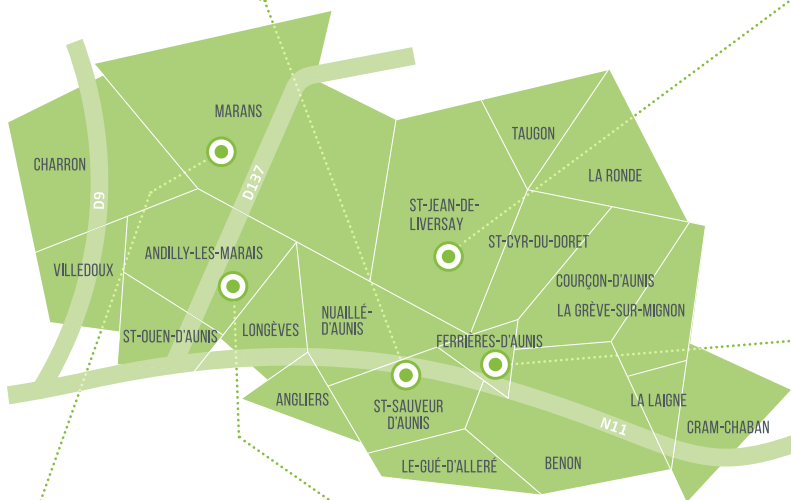 MARANS
TAUGON
CHARRON
LA RONDE
D137
D9
ST-JEAN-DE-
LIVERSAY
ST-CYR-DU-DORET
ANDILLY-LES-MARAIS
VILLEDOUX
COURÇON-D'AUNIS
LA GRÈVE-SUR-MIGNON
NUAILLÉ-
D'AUNIS
ST-OUEN-D'AUNIS
LONGÈVES
FERRIÈRES-D'AUNIS
ANGLIERS
ST-SAUVEUR
D'AUNIS
LA LAIGNE
N11
CRAM-CHABAN
LE-GUÉ-D'ALLERÉ
BENON